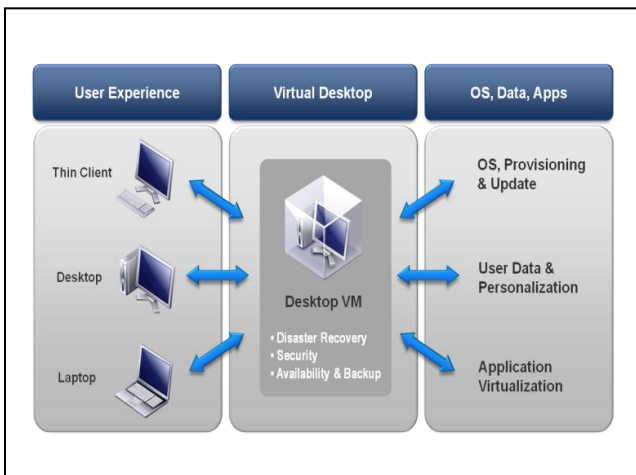 User Experience
Virtual Desktop
OS, Data, Apps
Thin Client
Desktop
Laptop
Desktop VM
• Disaster Recovery
• Security
• Availability & Backup
OS, Provisioning
& Update
User Data &
Personalization
Application
Virtualization